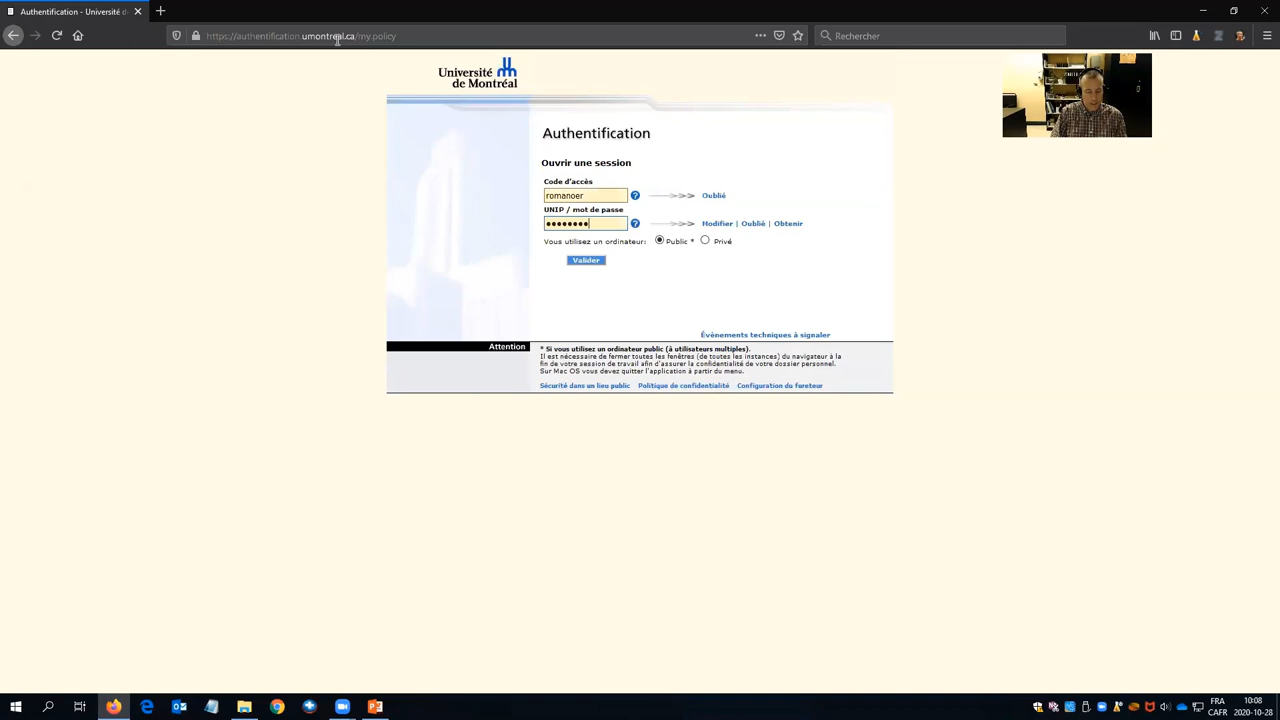 Authentification - Université d
https://authentification.umontreal.ca/my.policy
Rechercher
Université
de Montréal
Authentification
Ouvrir une session
Code d'accès
romanoer
? Oublié
UNIP / mot de passe
••••••••
? Modifier | Oublié | Obtenir
Vous utilisez un ordinateur: Public * Privé
Valider
Évènements techniques à signaler
Attention
* Si vous utilisez un ordinateur public (à utilisateurs multiples).
Il est nécessaire de fermer toutes les fenêtres (de toutes les instances) du navigateur à la
fin de votre session de travail afin d'assurer la confidentialité de votre dossier personnel.
Sur Mac OS vous devez quitter l'application à partir du menu.
Sécurité dans un lieu public Politique de confidentialité Configuration du fureteur
FRA 10:08
CAFR 2020-10-28